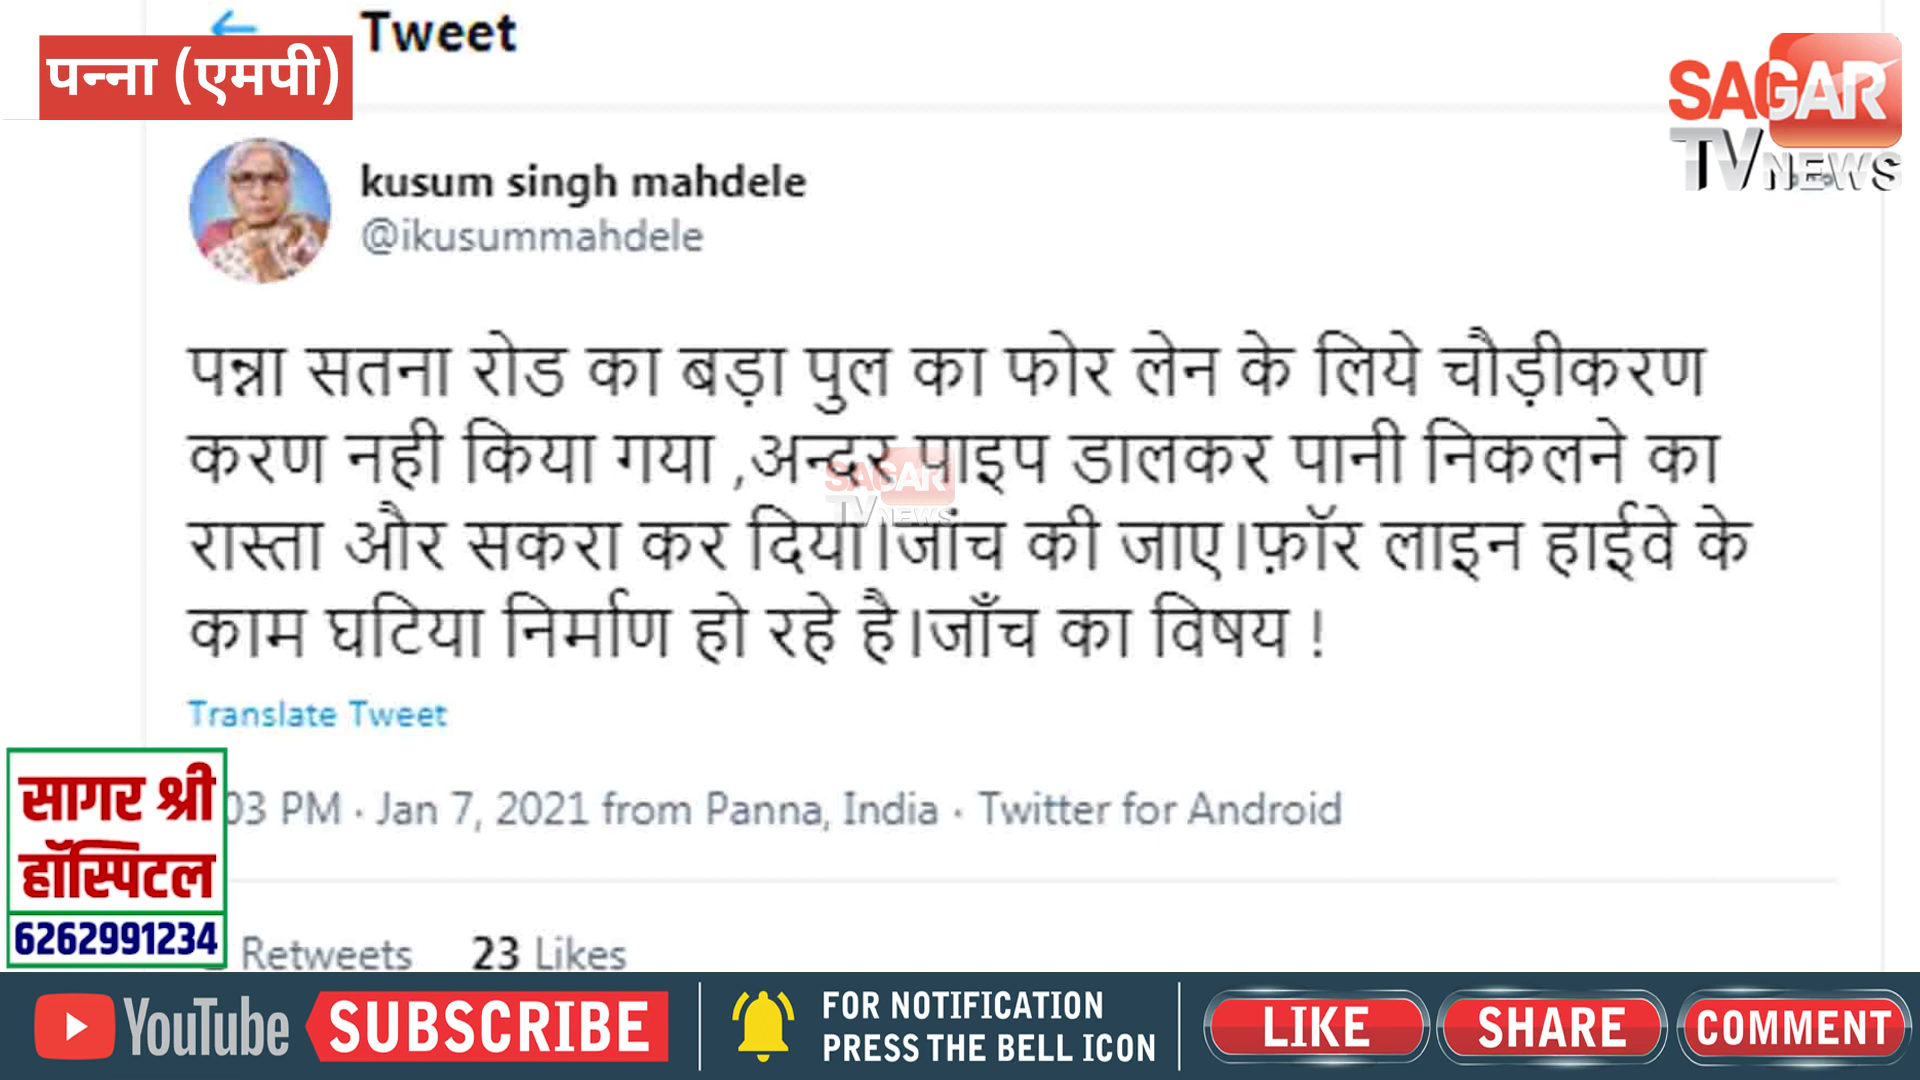 Tweet
पन्ना (एमपी)
SAGAR
TV NEWS
kusum singh mahdele
@ikusummahdele
पन्ना सतना रोड का बड़ा पुल का फोर लेन के लिये चौड़ीकरण
करण नही किया गया ,अन्दर पाइप डालकर पानी निकलने का
रास्ता और सकरा कर दिया।जांच की जाए।फ़ॉर लाइन हाईवे के
काम घटिया निर्माण हो रहे है।जाँच का विषय !
SAGAR
TV NEWS
Translate Tweet
03 PM · Jan 7, 2021 from Panna, India · Twitter for Android
सागर श्री
हॉस्पिटल
6262991234
Retweets 23 Likes
YouTube SUBSCRIBE
FOR NOTIFICATION
PRESS THE BELL ICON
LIKE SHARE COMMENT